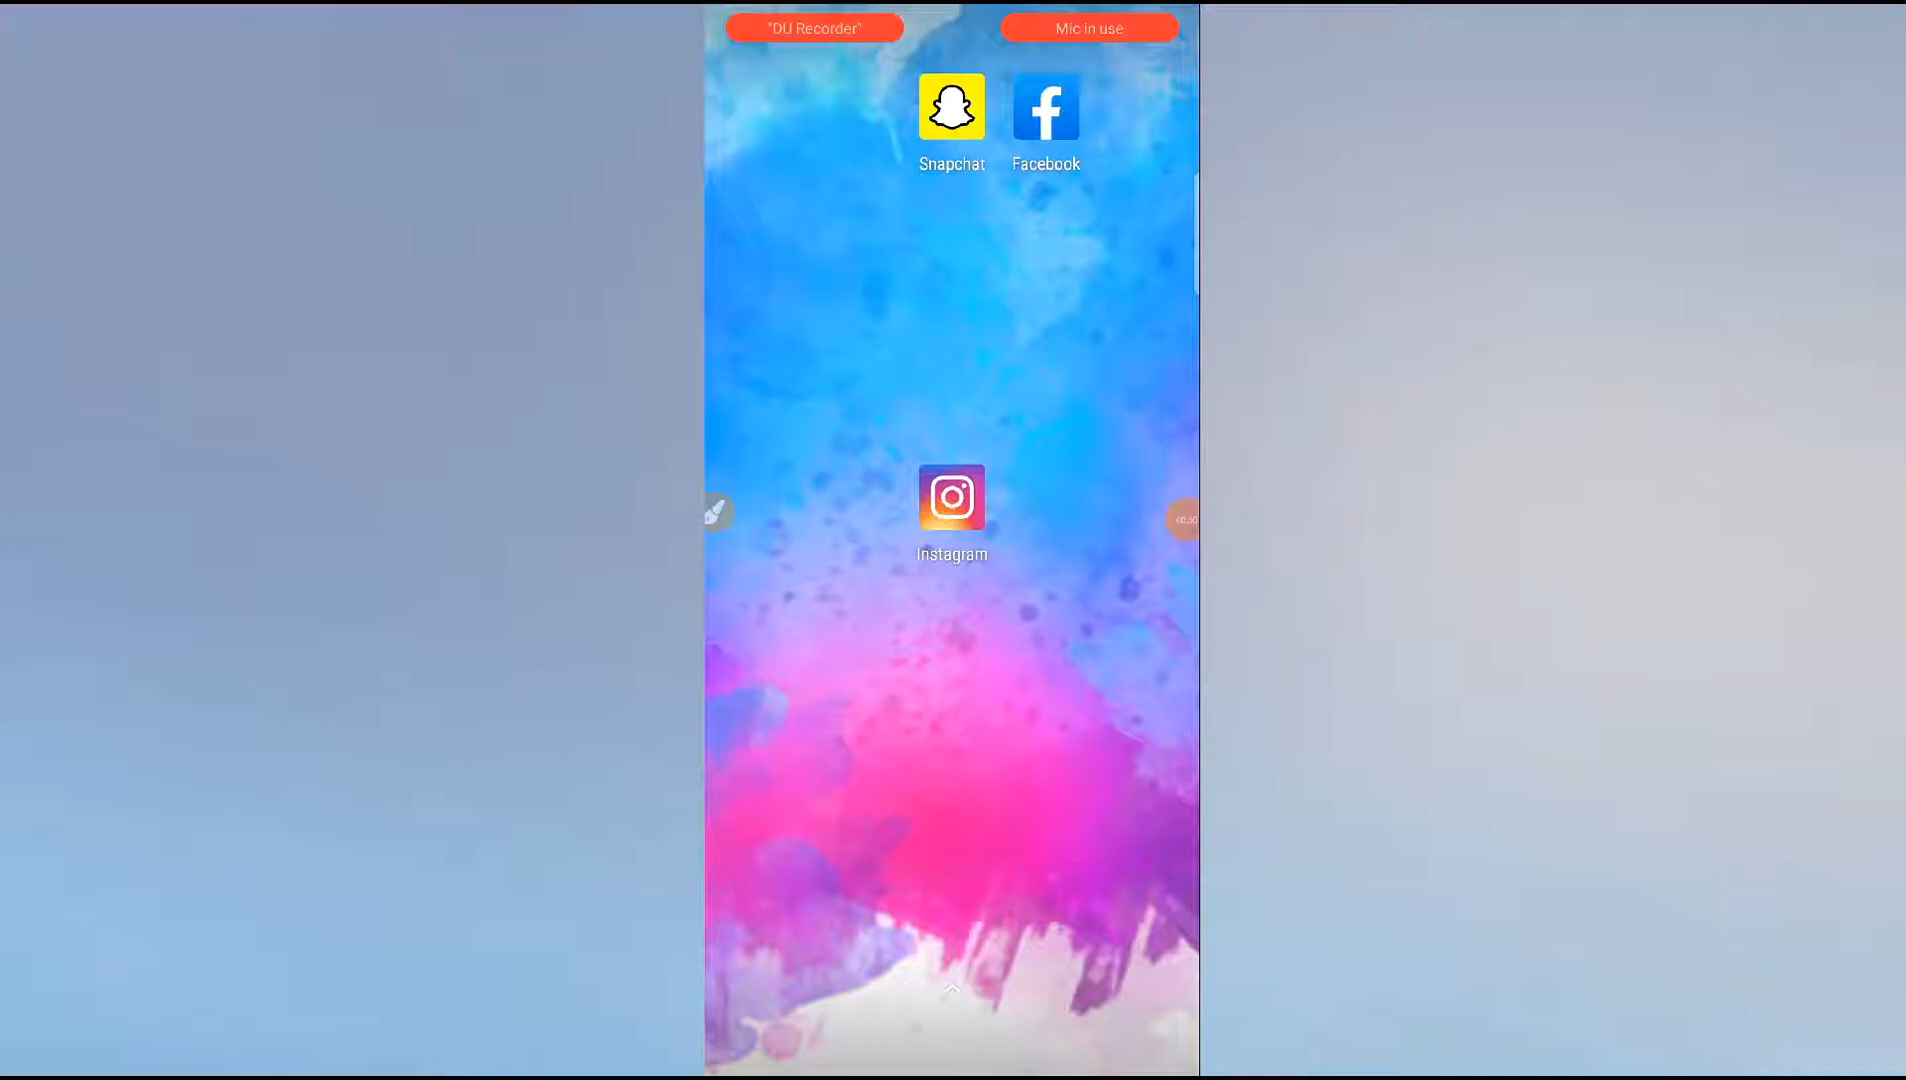 "DU Recorder"
Mic in use
Snapchat
Facebook
Instagram